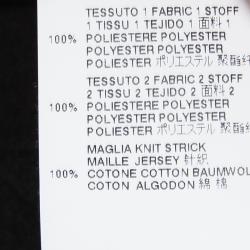 TESSUTO 1 FABRIC 1 STOFF
1 TISSU 1 TEJIDO 1 面料 1
100% POLIESTERE POLYESTER
POLYESTER POLYESTER
POLIESTER ポリエステル 聚酯纤
TESSUTO 2 FABRIC 2 STOFF
2 TISSU 2 TEJIDO 2 面料 2
100% POLIESTERE POLYESTER
POLYESTER POLYESTER
POLIESTER ポリエステル 聚酯纤
MAGLIA KNIT STRICK
MAILLE JERSEY 针织
100% COTONE COTTON BAUMWOL
COTON ALGODON 綿 棉